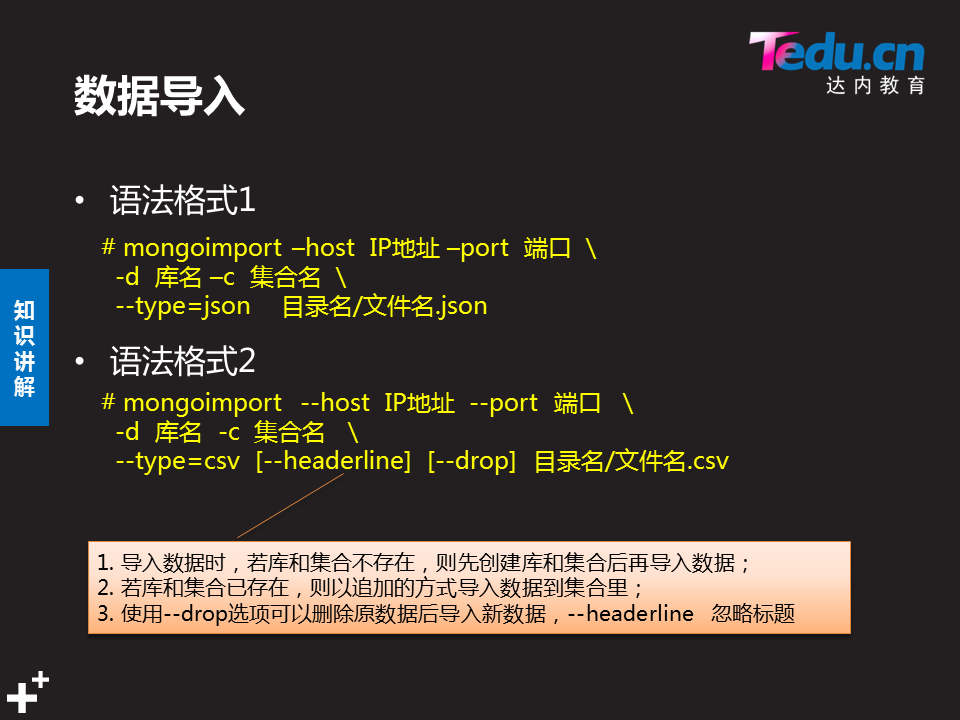 Tedu.cn
达内教育
数据导入
• 语法格式1
# mongoimport –host IP地址 –port 端口 \
-d 库名 –c 集合名 \
--type=json 目录名/文件名.json
知识讲解
• 语法格式2
# mongoimport --host IP地址 --port 端口 \
-d 库名 -c 集合名 \
--type=csv [--headerline] [--drop] 目录名/文件名.csv
1. 导入数据时，若库和集合不存在，则先创建库和集合后再导入数据；
2. 若库和集合已存在，则以追加的方式导入数据到集合里；
3. 使用--drop选项可以删除原数据后导入新数据，--headerline 忽略标题